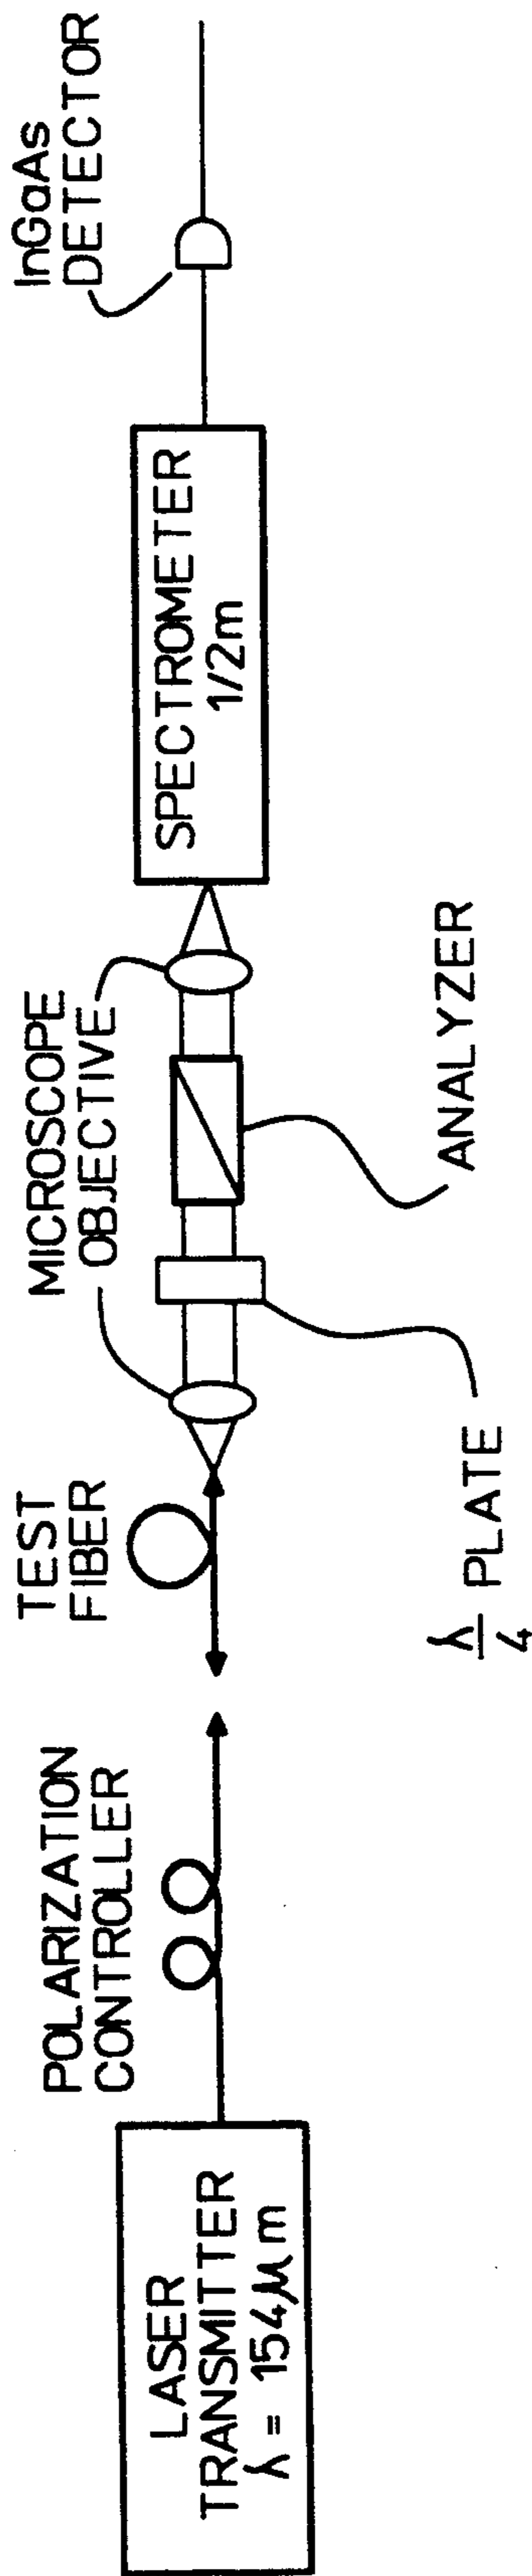 LASER
TRANSMITTER
λ = 154μm
POLARIZATION
CONTROLLER
TEST
FIBER
MICROSCOPE
OBJECTIVE
λ/4 PLATE
ANALYZER
SPECTROMETER
1/2m
InGaAs
DETECTOR